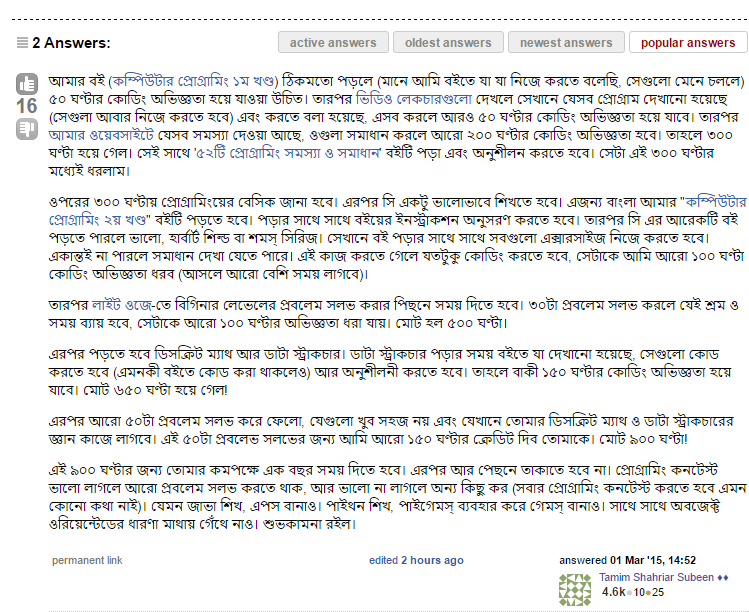 2 Answers:
active answers oldest answers newest answers popular answers
16
আমার বই (কম্পিউটার প্রোগ্রামিং ১ম খণ্ড) ঠিকমতো পড়লে (মানে আমি বইতে যা যা নিজে করতে বলেছি, সেগুলো মেনে চললে)
৫০ ঘণ্টার কোডিং অভিজ্ঞতা হয়ে যাওয়া উচিত। তারপর ভিডিও লেকচারগুলো দেখলে সেখানে যেসব প্রোগ্রাম দেখানো হয়েছে
(সেগুলা আবার নিজে করতে হবে) এবং করতে বলা হয়েছে, এসব করলে আরও ৫০ ঘণ্টার কোডিং অভিজ্ঞতা হয়ে যাবে। তারপর
আমার ওয়েবসাইটে যেসব সমস্যা দেওয়া আছে, ওগুলা সমাধান করলে আরো ২০০ ঘণ্টার কোডিং অভিজ্ঞতা হবে। তাহলে ৩০০
ঘণ্টা হয়ে গেল। সেই সাথে '৫২টি প্রোগ্রামিং সমস্যা ও সমাধান' বইটি পড়া এবং অনুশীলন করতে হবে। সেটা এই ৩০০ ঘণ্টার
মধ্যেই ধরলাম।
ওপরের ৩০০ ঘণ্টায় প্রোগ্রামিংয়ের বেসিক জানা হবে। এরপর সি একটু ভালোভাবে শিখতে হবে। এজন্য বাংলা আমার "কম্পিউটার
প্রোগ্রামিং ২য় খণ্ড" বইটি পড়তে হবে। পড়ার সাথে সাথে বইয়ের ইনস্ট্রাকশন অনুসরণ করতে হবে। তারপর সি এর আরেকটি বই
পড়তে পারলে ভালো, হার্বার্ট শিল্ড বা শমস্ সিরিজ। সেখানে বই পড়ার সাথে সাথে সবগুলো এক্সারসাইজ নিজে করতে হবে।
একান্তই না পারলে সমাধান দেখা যেতে পারে। এই কাজ করতে গেলে যতটুকু কোডিং করতে হবে, সেটাকে আমি আরো ১০০ ঘণ্টা
কোডিং অভিজ্ঞতা ধরব (আসলে আরো বেশি সময় লাগবে)।
তারপর লাইট ওজে-তে বিগিনার লেভেলের প্রবলেম সলভ করার পিছনে সময় দিতে হবে। ৩০টা প্রবলেম সলভ করলে যেই শ্রম ও
সময় ব্যায় হবে, সেটাকে আরো ১০০ ঘণ্টার অভিজ্ঞতা ধরা যায়। মোট হল ৫০০ ঘণ্টা।
এরপর পড়তে হবে ডিসক্রিট ম্যাথ আর ডাটা স্ট্রাকচার। ডাটা স্ট্রাকচার পড়ার সময় বইতে যা দেখানো হয়েছে, সেগুলো কোড
করতে হবে (এমনকী বইতে কোড করা থাকলেও) আর অনুশীলনী করতে হবে। তাহলে বাকী ১৫০ ঘণ্টার কোডিং অভিজ্ঞতা হয়ে
যাবে। মোট ৬৫০ ঘণ্টা হয়ে গেল!
এরপর আরো ৫০টা প্রবলেম সলভ করে ফেলো, যেগুলো খুব সহজ নয় এবং যেখানে তোমার ডিসক্রিট ম্যাথ ও ডাটা স্ট্রাকচারের
জ্ঞান কাজে লাগবে। এই ৫০টা প্রবলেভ সলভের জন্য আমি আরো ১৫০ ঘণ্টার ক্রেডিট দিব তোমাকে। মোট ৯০০ ঘণ্টা!
এই ৯০০ ঘণ্টার জন্য তোমার কমপক্ষে এক বছর সময় দিতে হবে। এরপর আর পেছনে তাকাতে হবে না। প্রোগ্রামিং কনটেস্ট
ভালো লাগলে আরো প্রবলেম সলভ করতে থাক, আর ভালো না লাগলে অন্য কিছু কর (সবার প্রোগ্রামিং কনটেস্ট করতে হবে এমন
কোনো কথা নাই)। যেমন জাভা শিখ, এপস বানাও। পাইথন শিখ, পাইগেমস্ ব্যবহার করে গেমস্ বানাও। সাথে সাথে অবজেক্ট
ওরিয়েন্টেডের ধারণা মাথায় গেঁথে নাও। শুভকামনা রইল।
permanent link edited 2 hours ago answered 01 Mar '15, 14:52
Tamim Shahriar Subeen ♦♦
4.6k●10●25